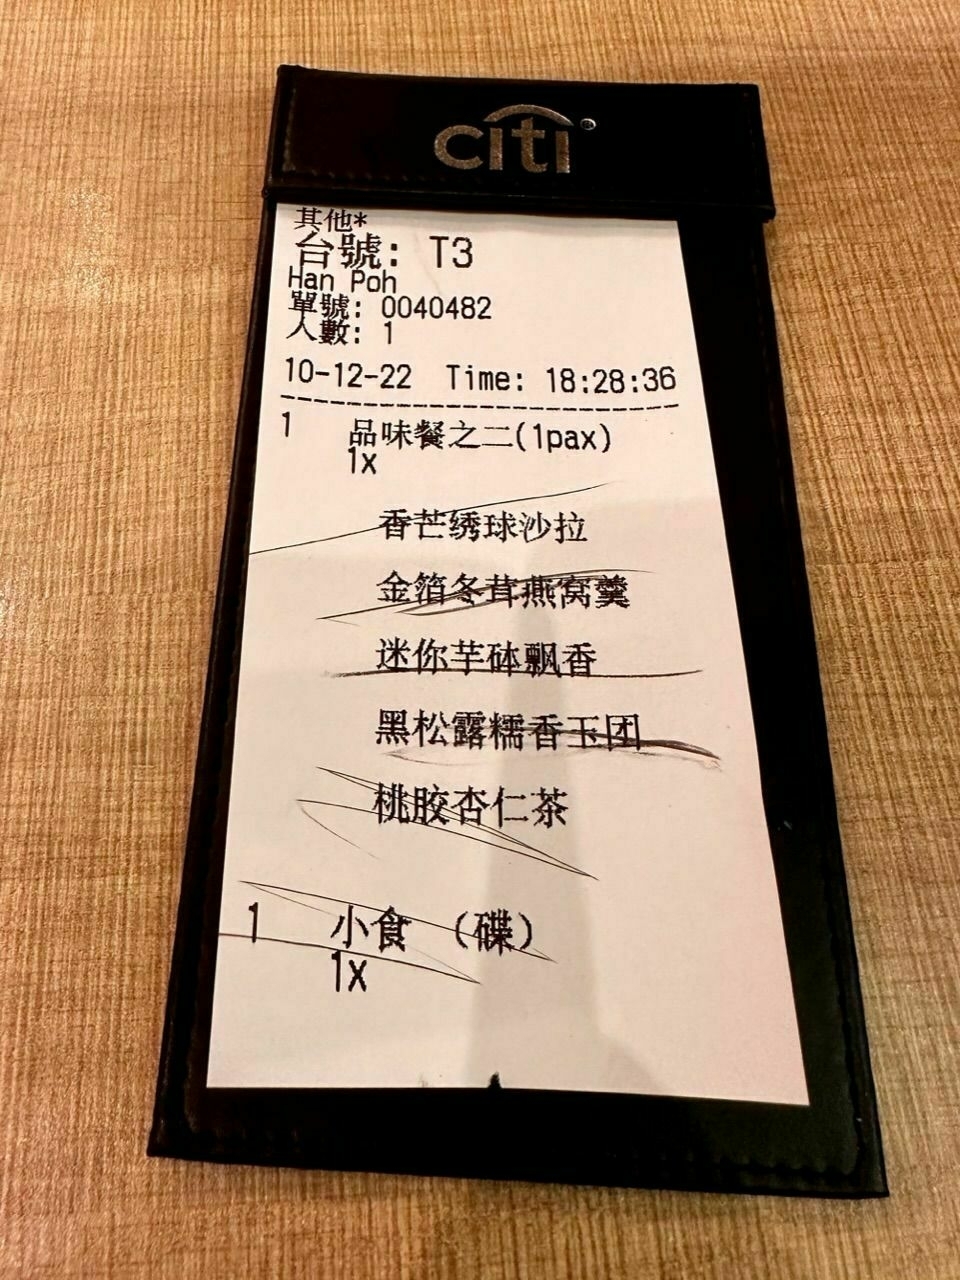 citi®
其他*
台號: T3
Han Poh
單號: 0040482
人數: 1
10-12-22 Time: 18:28:36
1 品味餐之二(1pax)
1x
香芒绣球沙拉
金箔冬茸燕窝羹
迷你芋砵飘香
黑松露糯香玉团
桃胶杏仁茶
1 小食 (碟)
1x